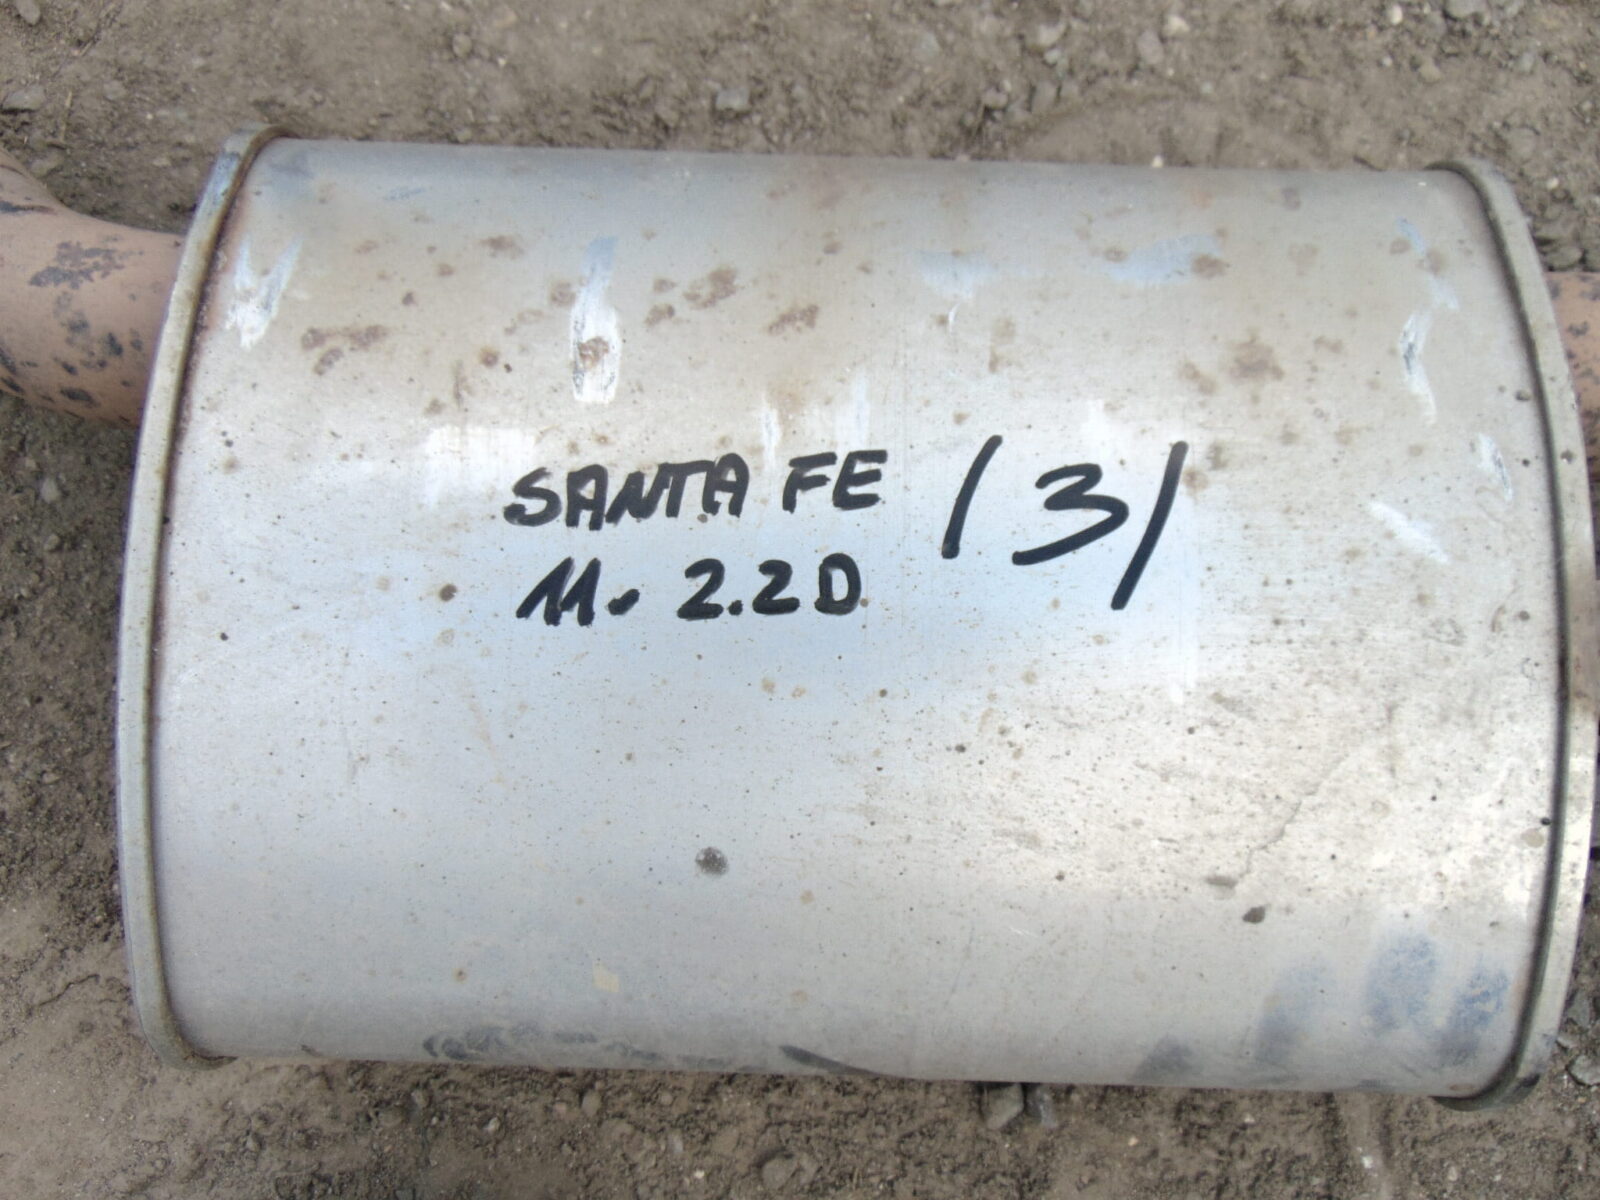 SANTA FE /3/
11. 2.2D